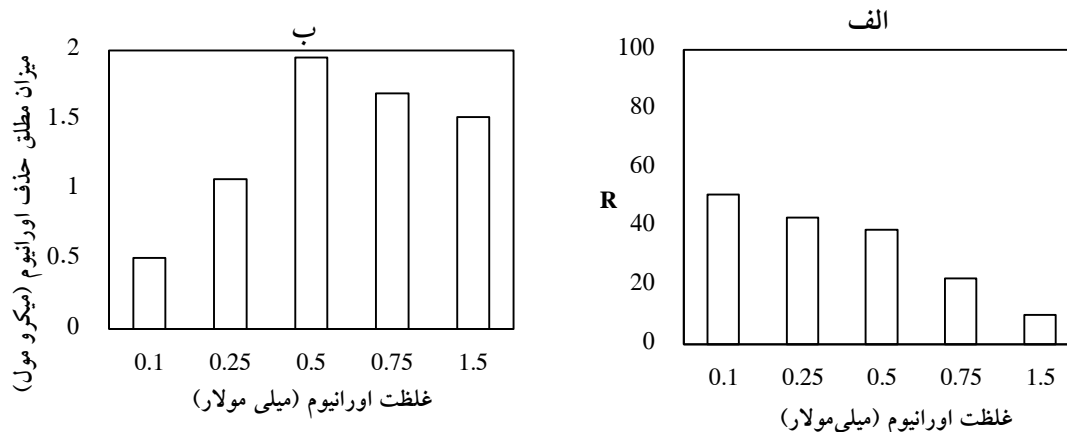 الف
100
80
60
40
20
0
R
0.1 0.25 0.5 0.75 1.5
غلظت اورانیوم (میلی‌مولار)
ب
2
1.5
1
0.5
0
میزان مطلق حذف اورانیوم (میکرو مول)
0.1 0.25 0.5 0.75 1.5
غلظت اورانیوم (میلی مولار)